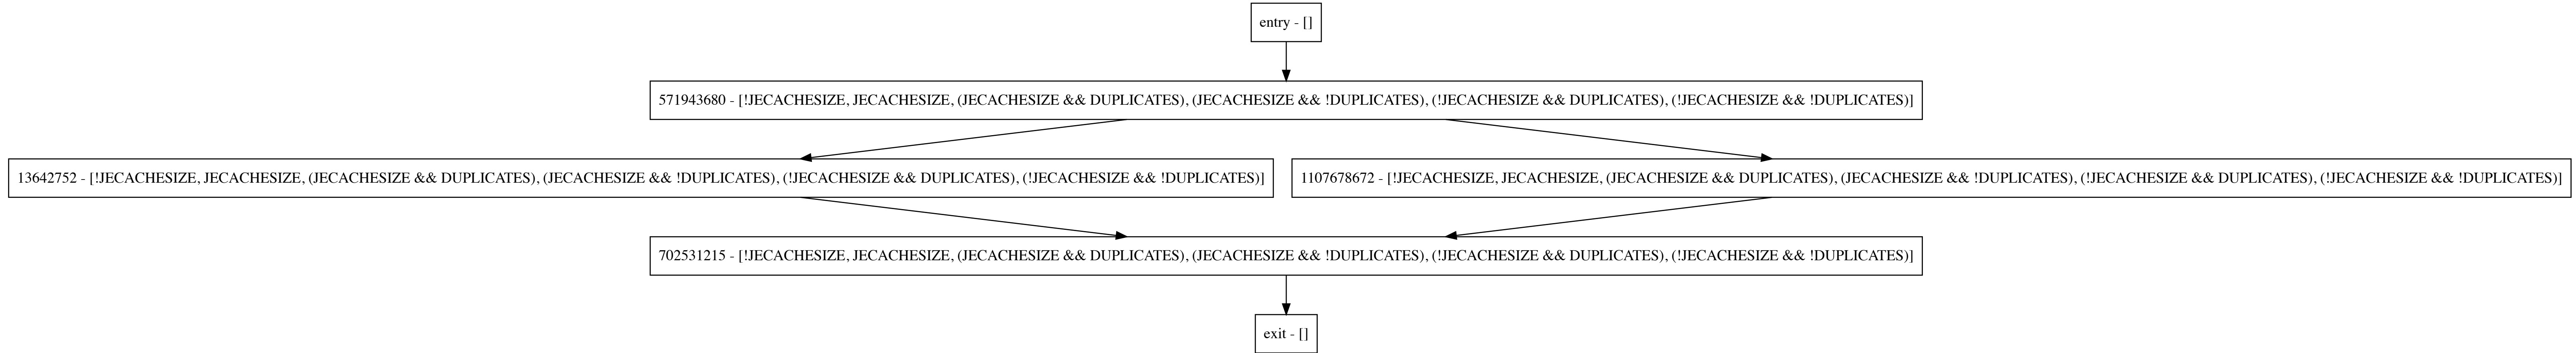 entry - []
571943680 - [!JECACHESIZE, JECACHESIZE, (JECACHESIZE && DUPLICATES), (JECACHESIZE && !DUPLICATES), (!JECACHESIZE && DUPLICATES), (!JECACHESIZE && !DUPLICATES)]
13642752 - [!JECACHESIZE, JECACHESIZE, (JECACHESIZE && DUPLICATES), (JECACHESIZE && !DUPLICATES), (!JECACHESIZE && DUPLICATES), (!JECACHESIZE && !DUPLICATES)]
1107678672 - [!JECACHESIZE, JECACHESIZE, (JECACHESIZE && DUPLICATES), (JECACHESIZE && !DUPLICATES), (!JECACHESIZE && DUPLICATES), (!JECACHESIZE && !DUPLICATES)]
702531215 - [!JECACHESIZE, JECACHESIZE, (JECACHESIZE && DUPLICATES), (JECACHESIZE && !DUPLICATES), (!JECACHESIZE && DUPLICATES), (!JECACHESIZE && !DUPLICATES)]
exit - []